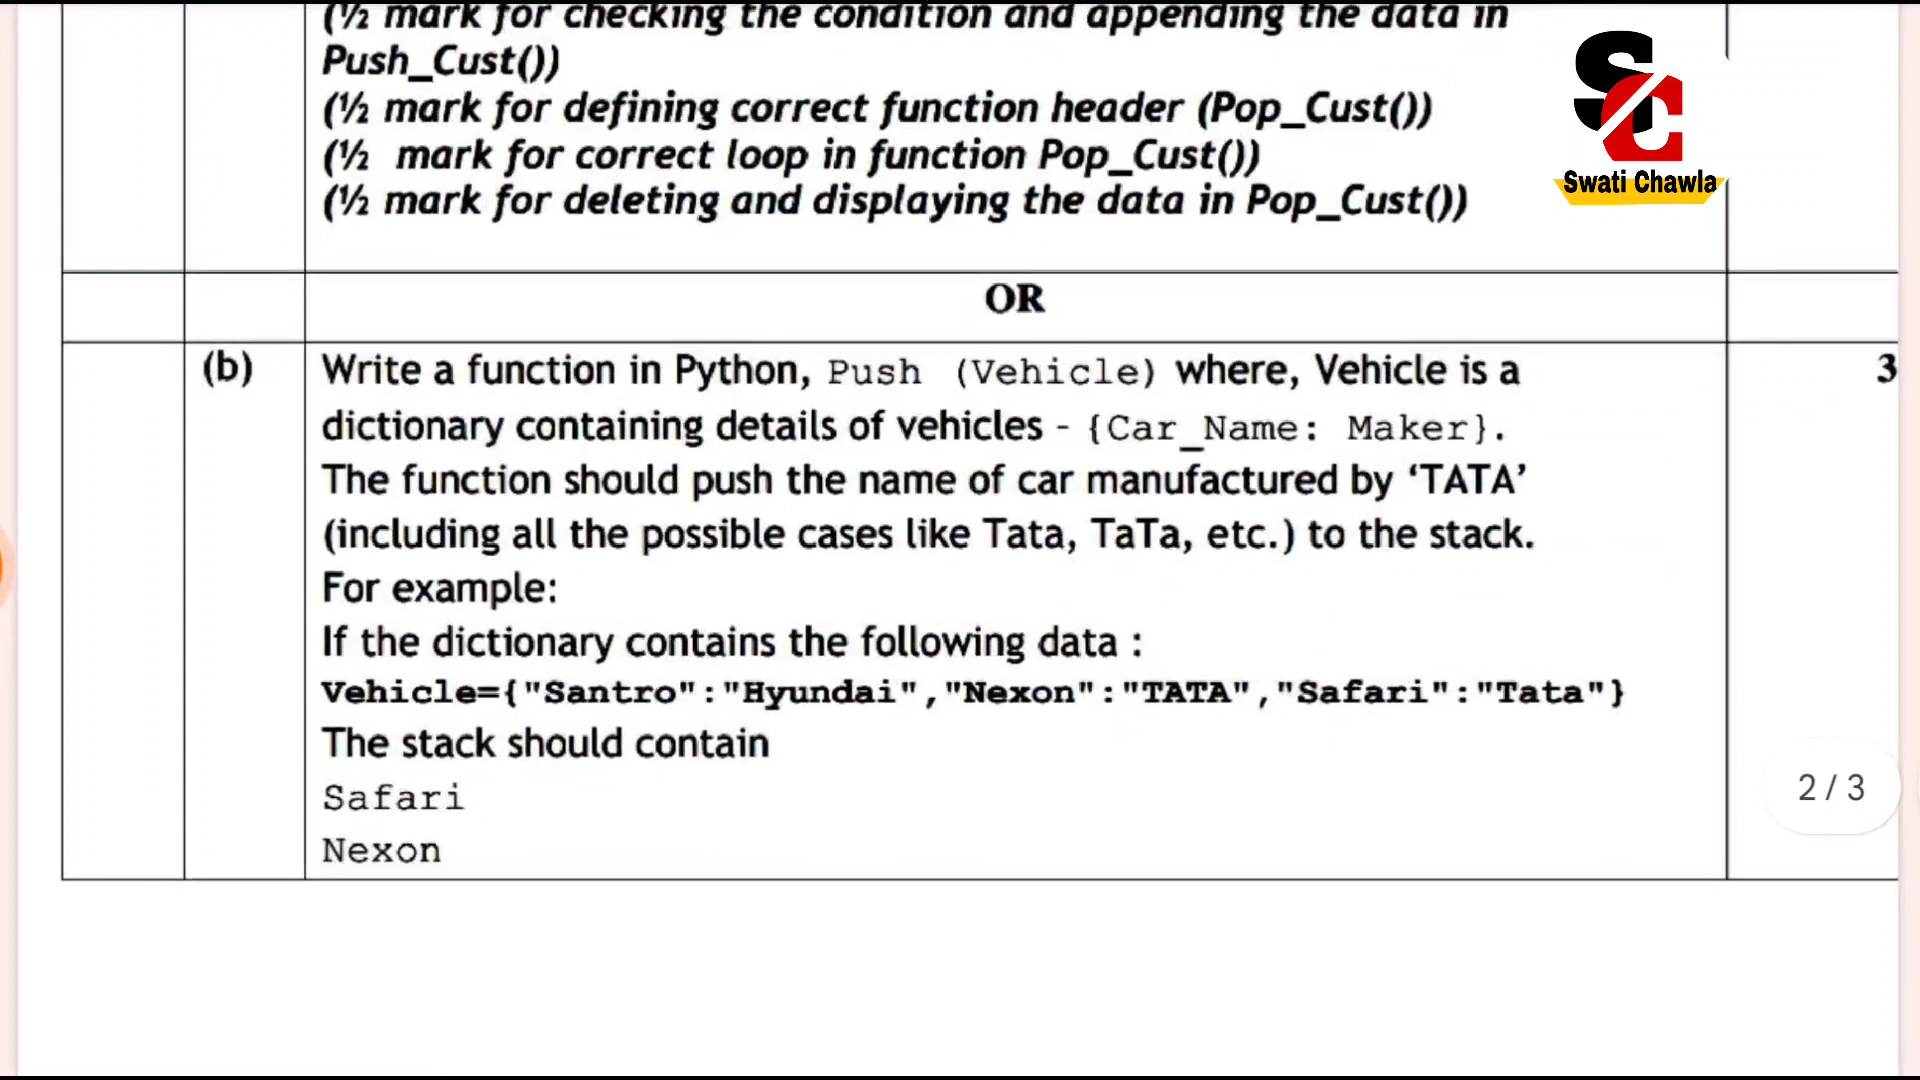 (½ mark for checking the condition and appending the data in
Push_Cust())
(½ mark for defining correct function header (Pop_Cust())
(½ mark for correct loop in function Pop_Cust())
(½ mark for deleting and displaying the data in Pop_Cust())
SC
Swati Chawla
OR
(b) Write a function in Python, Push (Vehicle) where, Vehicle is a 3
dictionary containing details of vehicles - {Car_Name: Maker}.
The function should push the name of car manufactured by ‘TATA’
(including all the possible cases like Tata, TaTa, etc.) to the stack.
For example:
If the dictionary contains the following data :
Vehicle={"Santro":"Hyundai","Nexon":"TATA","Safari":"Tata"}
The stack should contain
Safari
Nexon
2 / 3